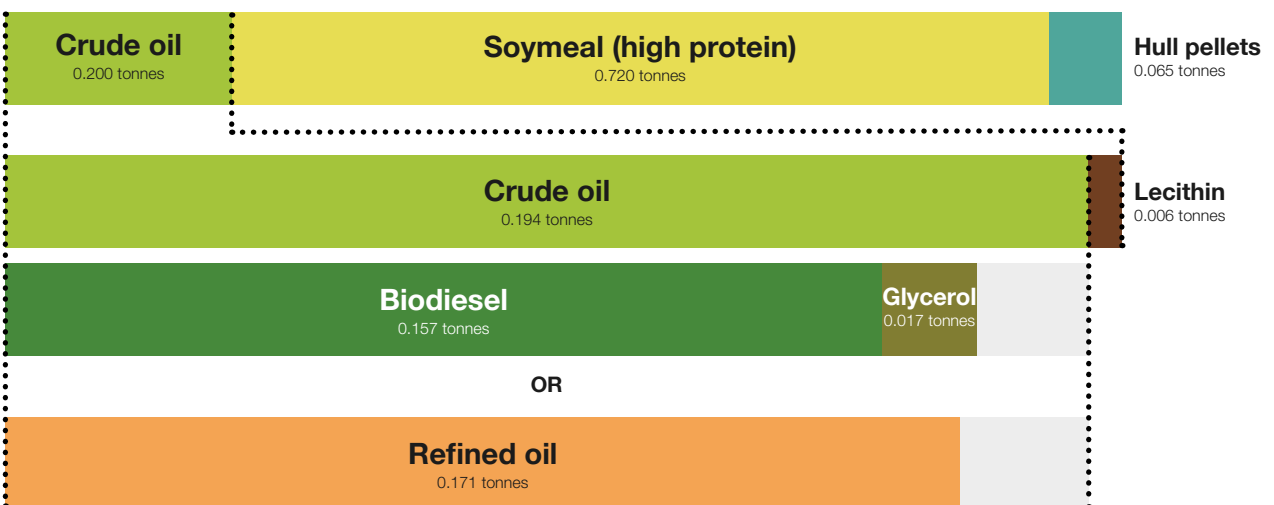 Crude oil
0.200 tonnes
Soymeal (high protein)
0.720 tonnes
Hull pellets
0.065 tonnes
Crude oil
0.194 tonnes
Lecithin
0.006 tonnes
Biodiesel
0.157 tonnes
Glycerol
0.017 tonnes
OR
Refined oil
0.171 tonnes